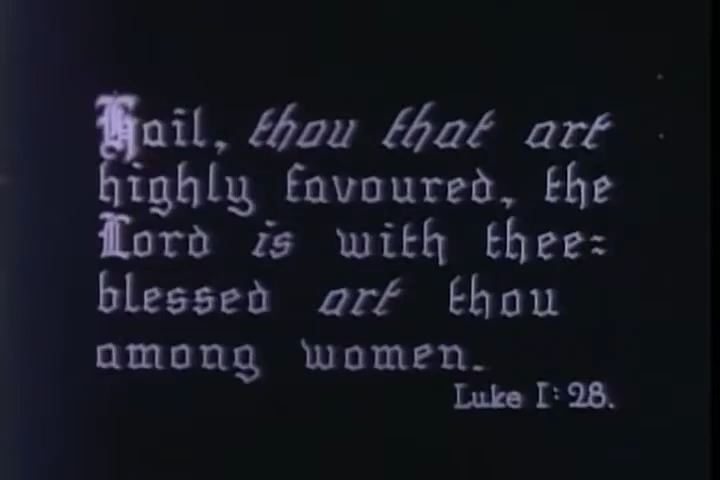 Hail, thou that art
highly favoured, the
Lord is with thee:
blessed art thou
among women.
Luke I:28.